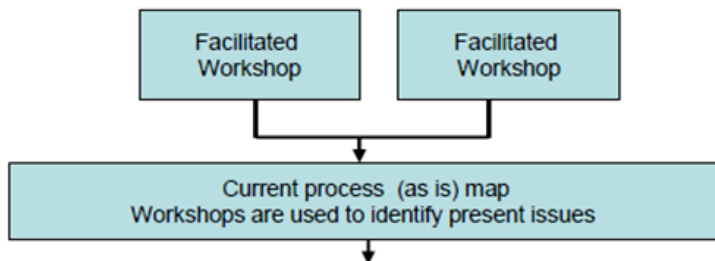 Facilitated
Workshop
Facilitated
Workshop
Current process (as is) map
Workshops are used to identify present issues